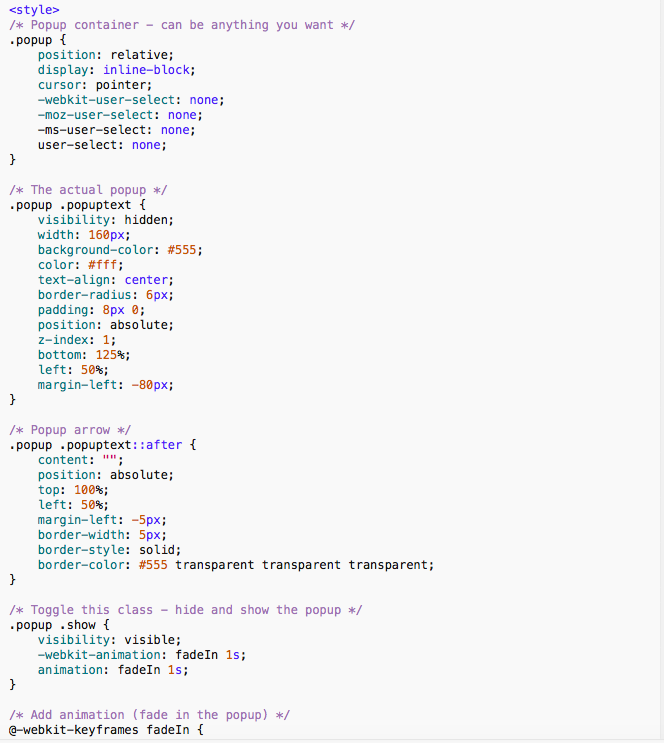 <style>
/* Popup container - can be anything you want */
.popup {
    position: relative;
    display: inline-block;
    cursor: pointer;
    -webkit-user-select: none;
    -moz-user-select: none;
    -ms-user-select: none;
    user-select: none;
}

/* The actual popup */
.popup .popuptext {
    visibility: hidden;
    width: 160px;
    background-color: #555;
    color: #fff;
    text-align: center;
    border-radius: 6px;
    padding: 8px 0;
    position: absolute;
    z-index: 1;
    bottom: 125%;
    left: 50%;
    margin-left: -80px;
}

/* Popup arrow */
.popup .popuptext::after {
    content: "";
    position: absolute;
    top: 100%;
    left: 50%;
    margin-left: -5px;
    border-width: 5px;
    border-style: solid;
    border-color: #555 transparent transparent transparent;
}

/* Toggle this class - hide and show the popup */
.popup .show {
    visibility: visible;
    -webkit-animation: fadeIn 1s;
    animation: fadeIn 1s;
}

/* Add animation (fade in the popup) */
@-webkit-keyframes fadeIn {